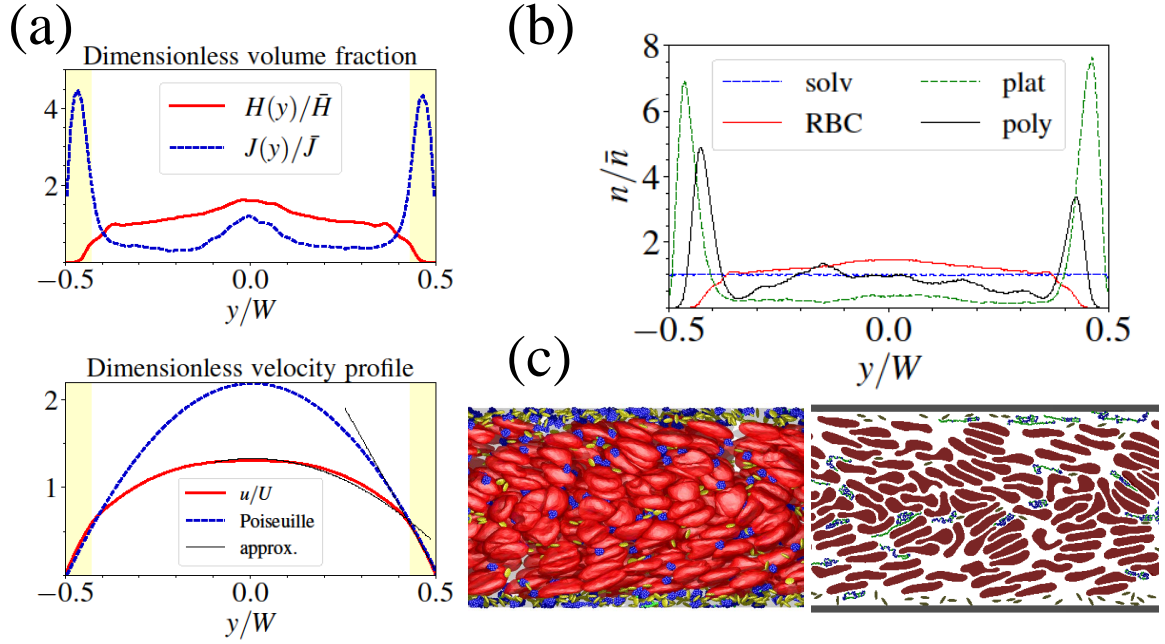 (a)
Dimensionless volume fraction
4
2
H(y)/H̄
J(y)/J̄
−0.5 0.0 0.5
y/W
Dimensionless velocity profile
2
1
u/U
Poiseuille
approx.
−0.5 0.0 0.5
y/W
(b)
8
6
4
2
n/n̄
solv plat
RBC poly
−0.5 0.0 0.5
y/W
(c)